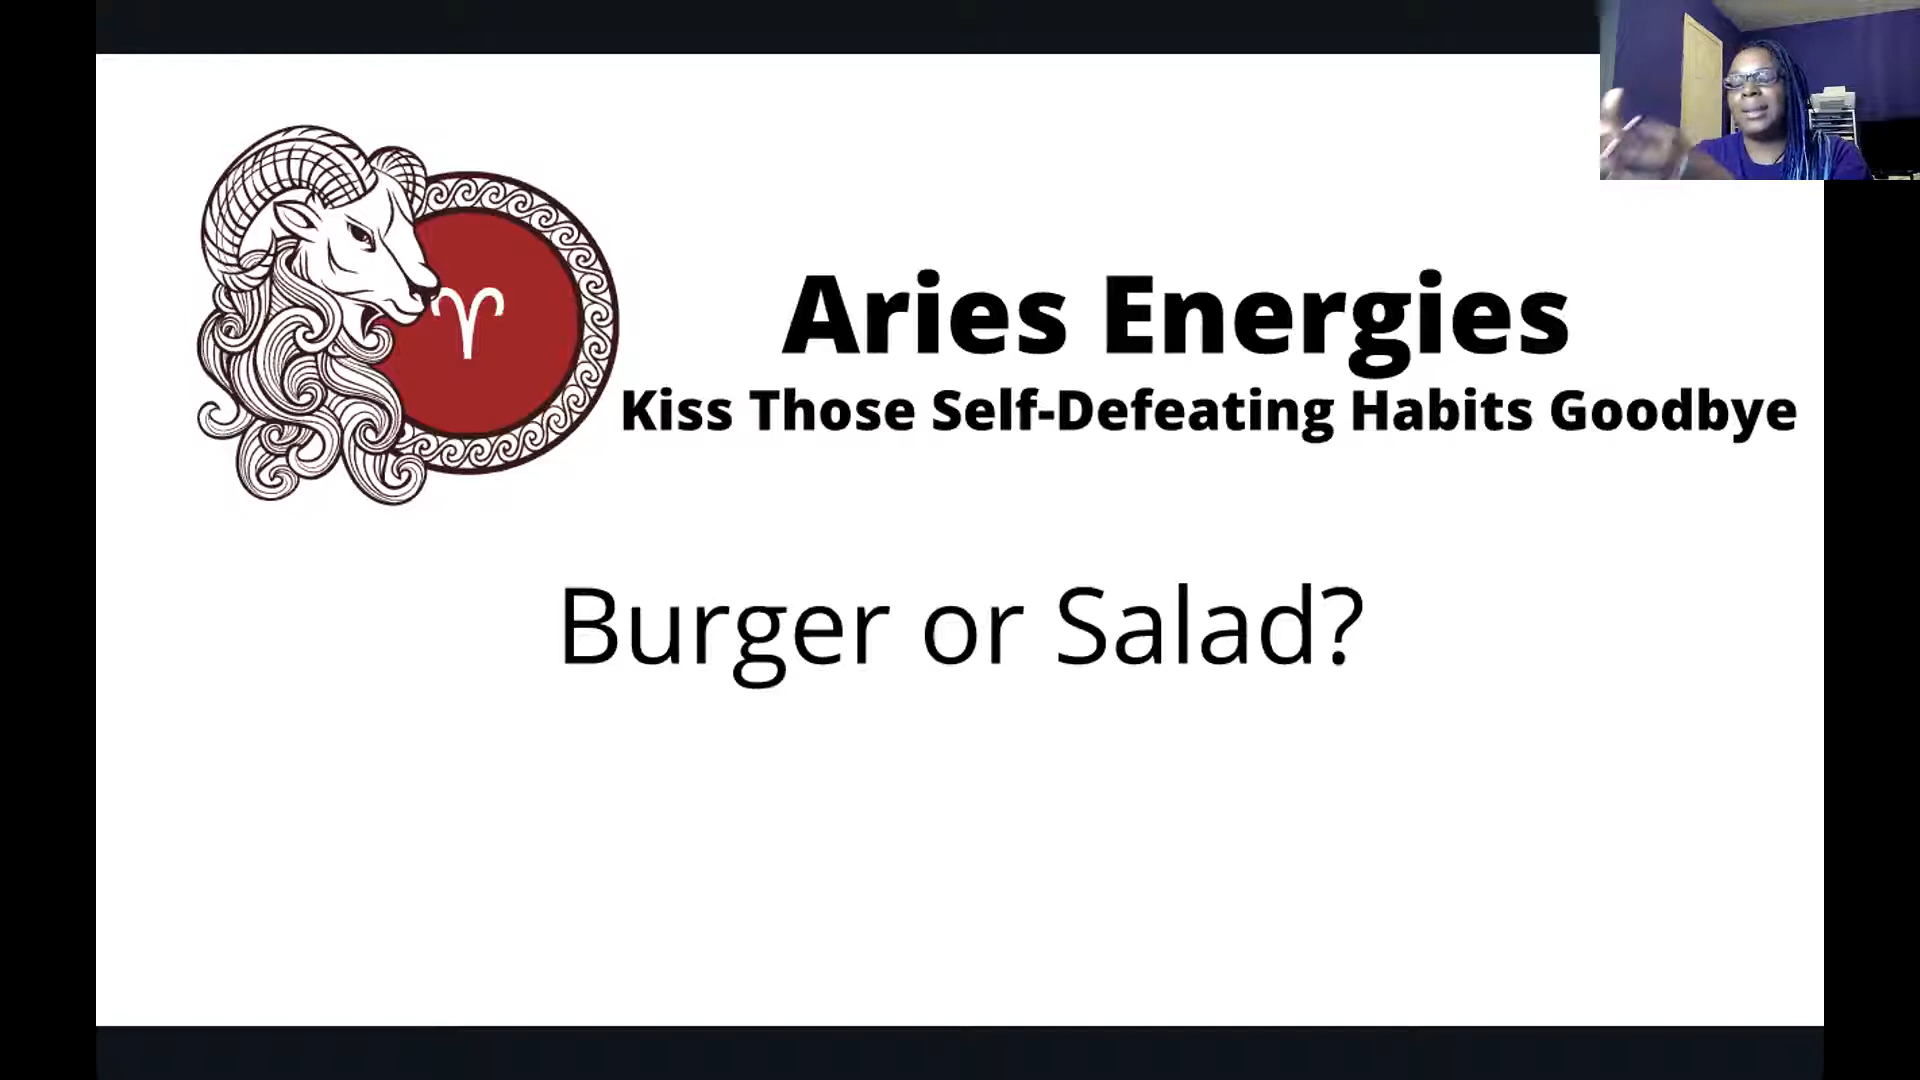 Aries Energies
Kiss Those Self-Defeating Habits Goodbye
Burger or Salad?